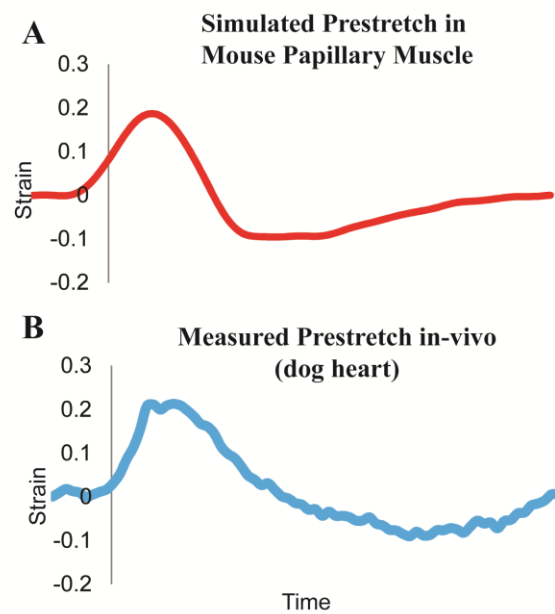 A
Simulated Prestretch in
Mouse Papillary Muscle
0.3
0.2
0.1
0
-0.1
-0.2
Strain
B
Measured Prestretch in-vivo
(dog heart)
0.3
0.2
0.1
0
-0.1
-0.2
Strain
Time